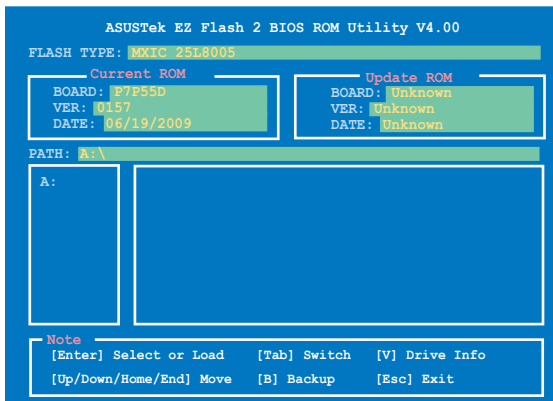 ASUSTek EZ Flash 2 BIOS ROM Utility V4.00
FLASH TYPE: MXIC 25L8005
Current ROM
BOARD: P7P55D
VER: 0157
DATE: 06/19/2009
Update ROM
BOARD: Unknown
VER: Unknown
DATE: Unknown
PATH: A:\
A:
Note
[Enter] Select or Load [Tab] Switch [V] Drive Info
[Up/Down/Home/End] Move [B] Backup [Esc] Exit